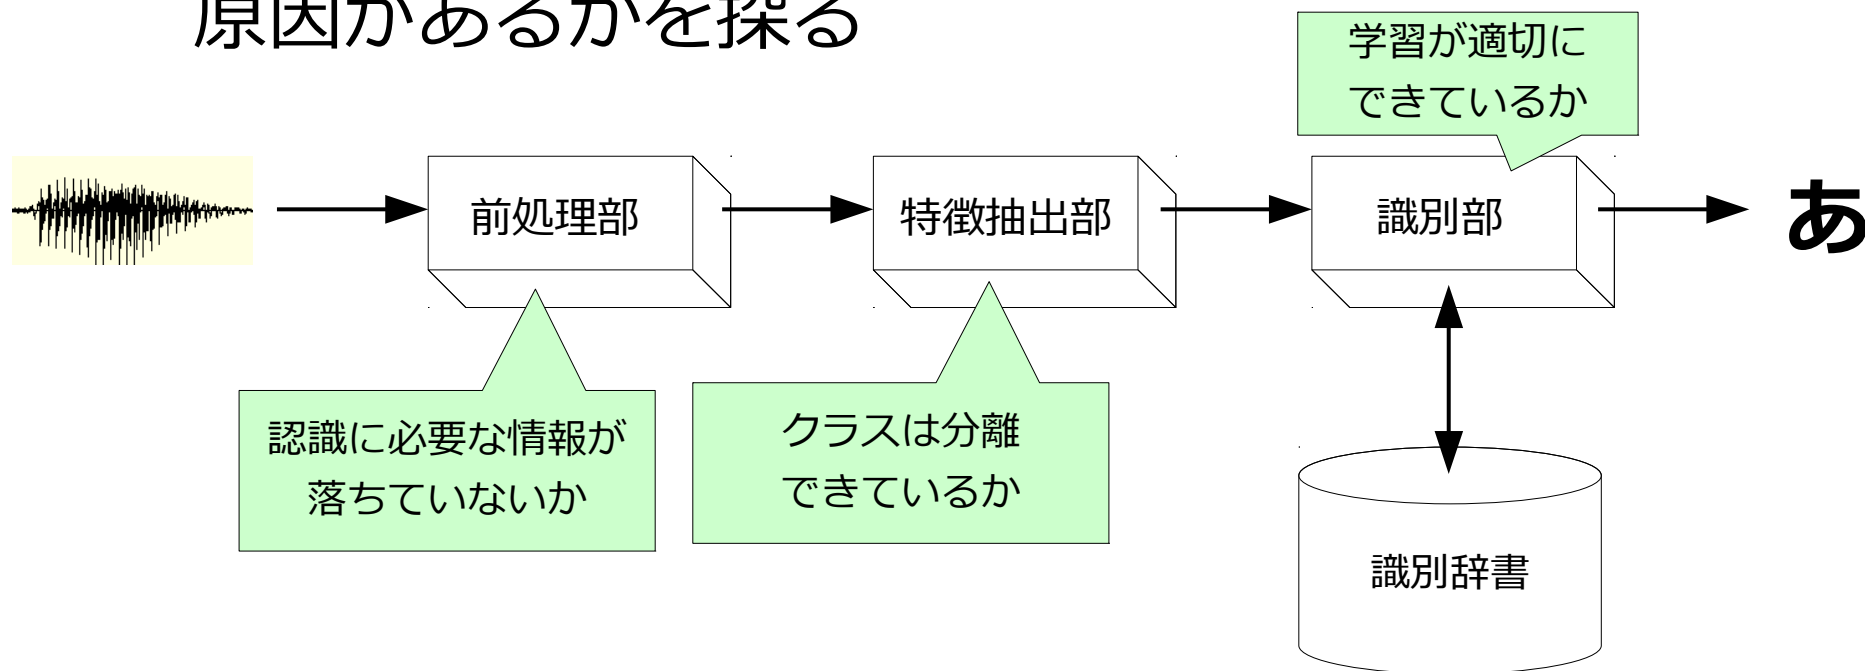 原因があるかを探る
学習が適切に
できているか
前処理部
特徴抽出部
識別部
あ
認識に必要な情報が
落ちていないか
クラスは分離
できているか
識別辞書